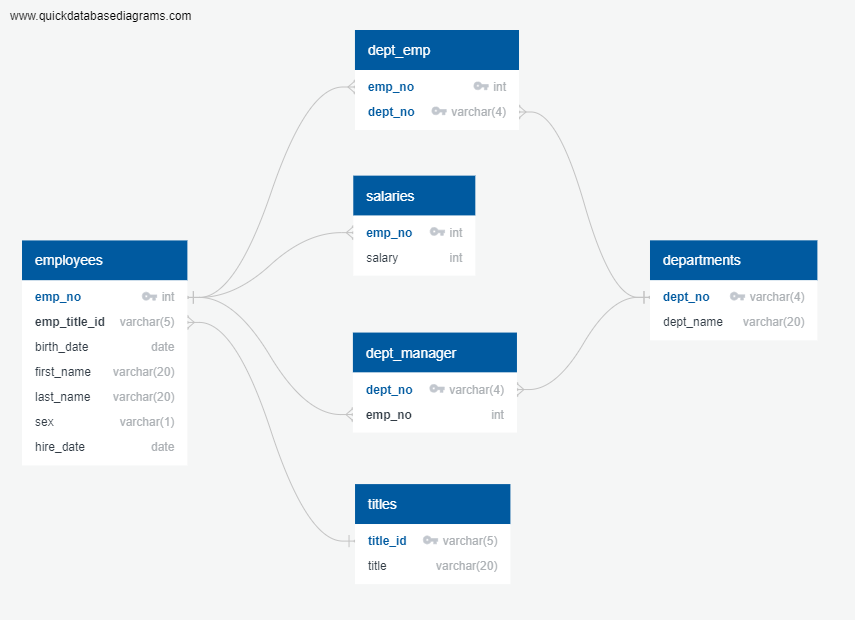 www.quickdatabasediagrams.com
dept_emp
emp_no int
dept_no varchar(4)
salaries
emp_no int
salary int
employees
emp_no int
emp_title_id varchar(5)
birth_date date
first_name varchar(20)
last_name varchar(20)
sex varchar(1)
hire_date date
departments
dept_no varchar(4)
dept_name varchar(20)
dept_manager
dept_no varchar(4)
emp_no int
titles
title_id varchar(5)
title varchar(20)